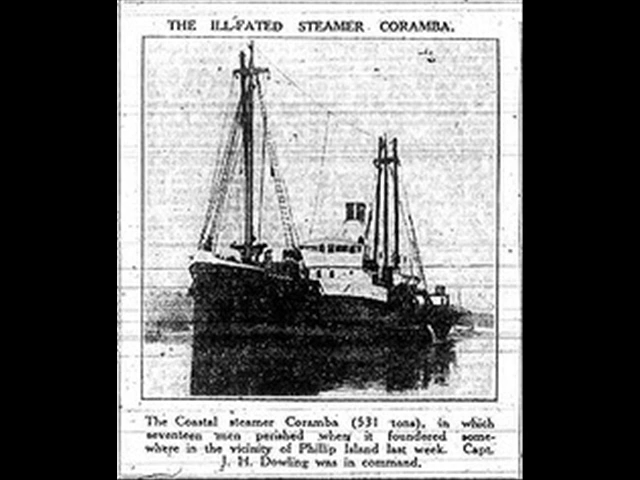 THE ILL-FATED STEAMER CORAMBA.
The Coastal steamer Coramba (531 tons), in which
seventeen men perished when it foundered some-
where in the vicinity of Phillip Island last week. Capt.
J. H. Dowling was in command.